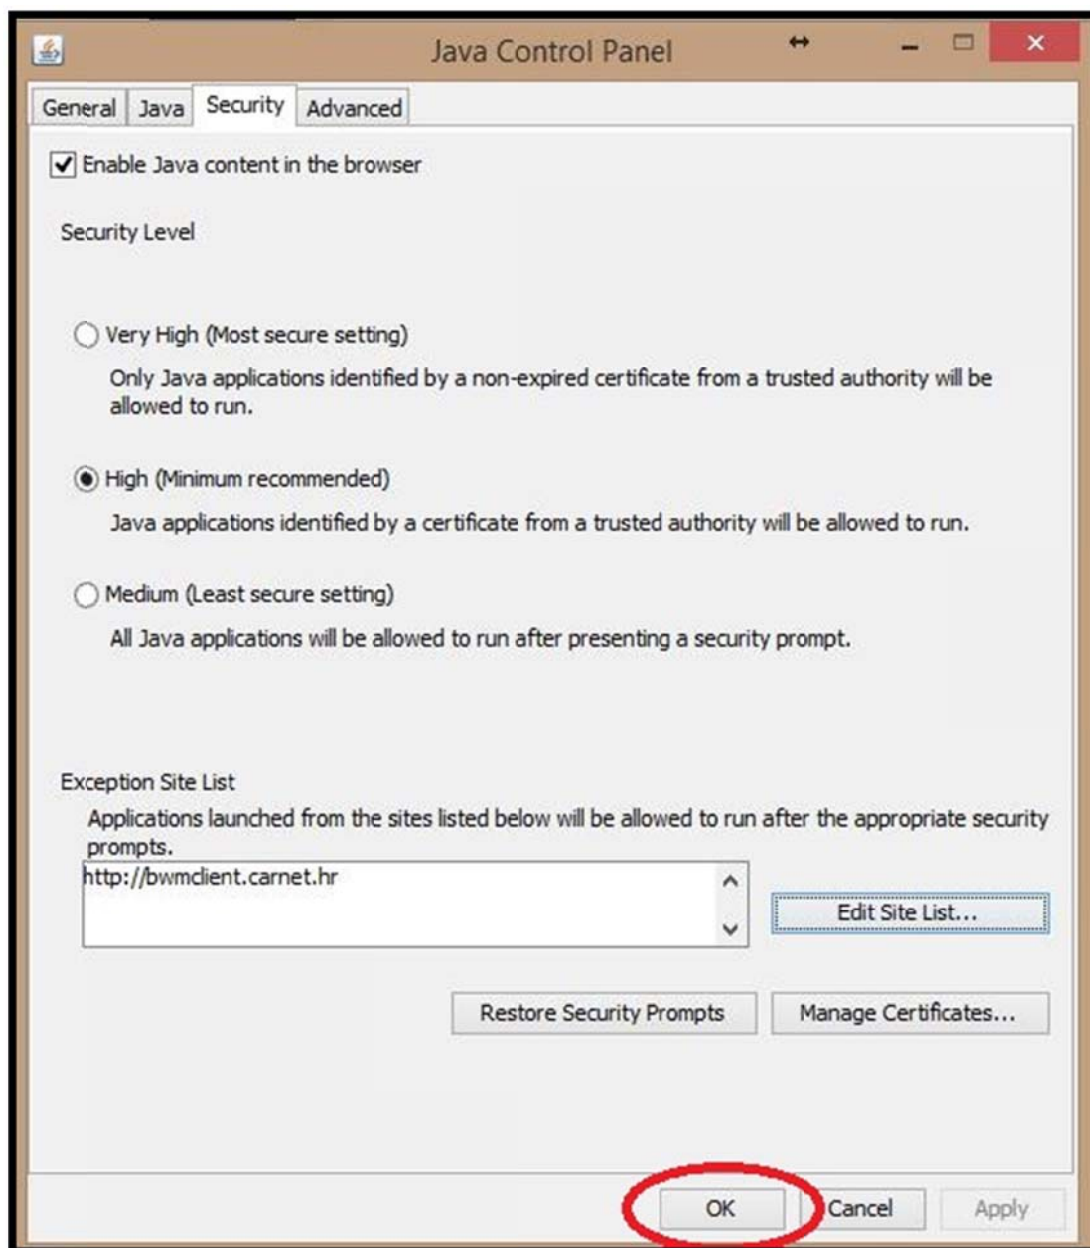 Java Control Panel
General Java Security Advanced
Enable Java content in the browser
Security Level
Very High (Most secure setting)
Only Java applications identified by a non-expired certificate from a trusted authority will be
allowed to run.
High (Minimum recommended)
Java applications identified by a certificate from a trusted authority will be allowed to run.
Medium (Least secure setting)
All Java applications will be allowed to run after presenting a security prompt.
Exception Site List
Applications launched from the sites listed below will be allowed to run after the appropriate security
prompts.
http://bwmclient.carnet.hr
Edit Site List...
Restore Security Prompts Manage Certificates...
OK Cancel Apply